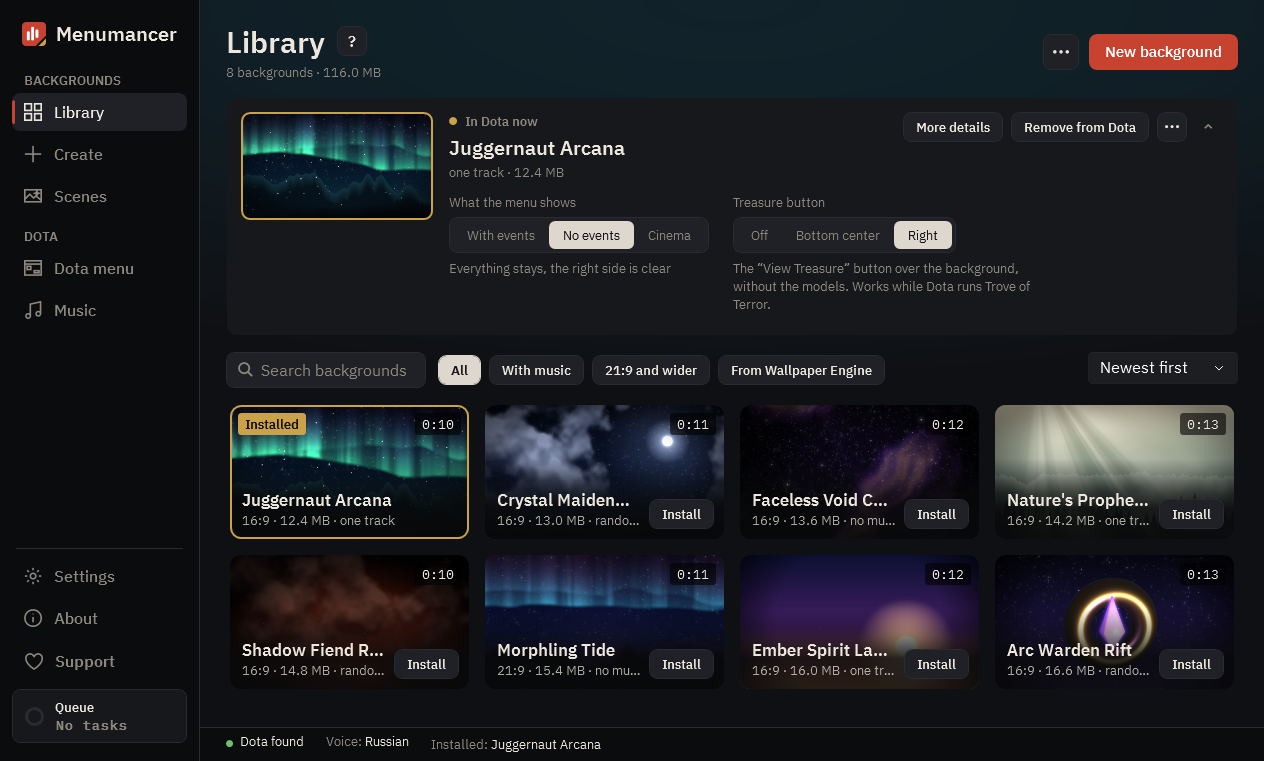 Menumancer
BACKGROUNDS
Library
Create
Scenes
DOTA
Dota menu
Music
Settings
About
Support
Queue
No tasks
Library ?
8 backgrounds · 116.0 MB
New background
In Dota now
Juggernaut Arcana
one track · 12.4 MB
More details
Remove from Dota
What the menu shows
With events No events Cinema
Everything stays, the right side is clear
Treasure button
Off Bottom center Right
The “View Treasure” button over the background,
without the models. Works while Dota runs Trove of
Terror.
Search backgrounds
All
With music
21:9 and wider
From Wallpaper Engine
Newest first
Installed
0:10
Juggernaut Arcana
16:9 · 12.4 MB · one track
0:11
Crystal Maiden...
16:9 · 13.0 MB · rando...
Install
0:12
Faceless Void C...
16:9 · 13.6 MB · no mu...
Install
0:13
Nature's Prophe...
16:9 · 14.2 MB · one tr...
Install
0:10
Shadow Fiend R...
16:9 · 14.8 MB · rando...
Install
0:11
Morphling Tide
21:9 · 15.4 MB · no mu...
Install
0:12
Ember Spirit La...
16:9 · 16.0 MB · one tr...
Install
0:13
Arc Warden Rift
16:9 · 16.6 MB · rando...
Install
Dota found
Voice: Russian
Installed: Juggernaut Arcana